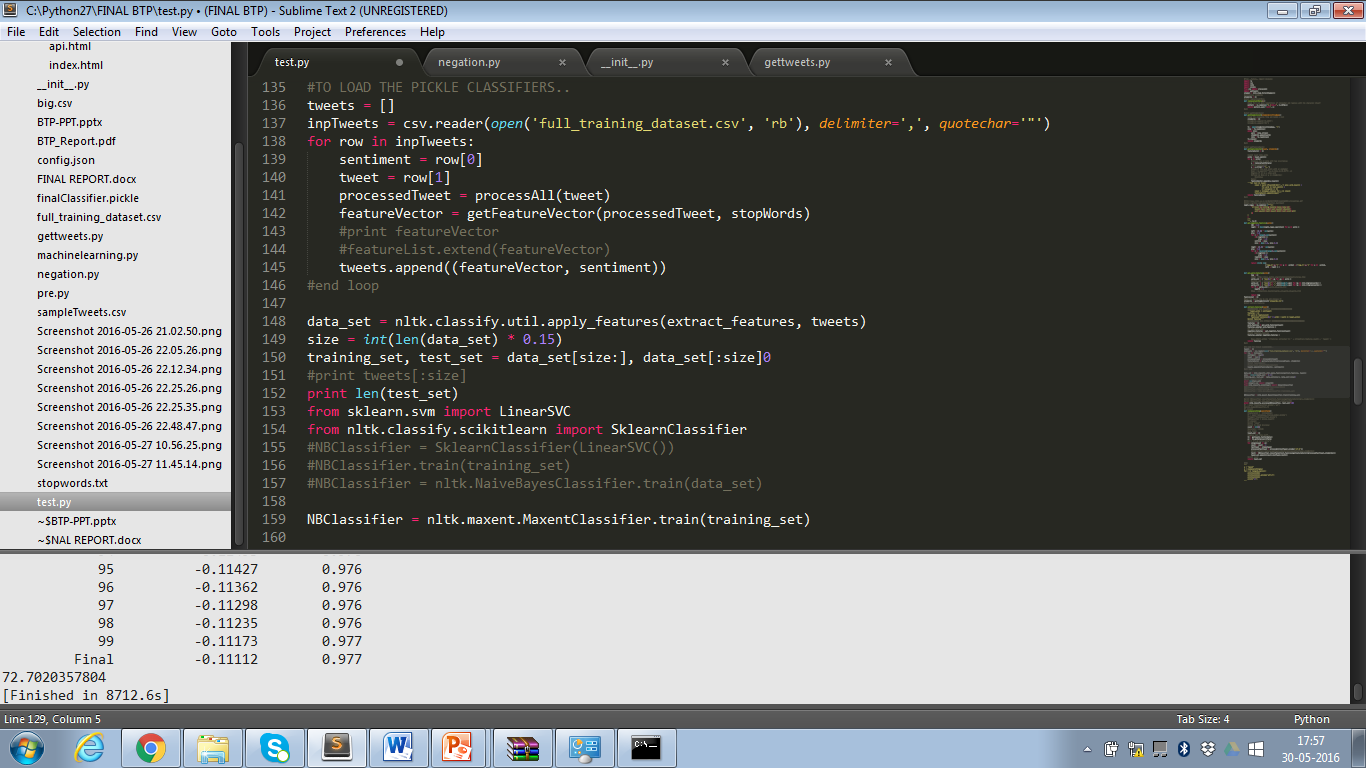 C:\Python27\FINAL BTP\test.py • (FINAL BTP) - Sublime Text 2 (UNREGISTERED)
File Edit Selection Find View Goto Tools Project Preferences Help
api.html
index.html
__init__.py
big.csv
BTP-PPT.pptx
BTP_Report.pdf
config.json
FINAL REPORT.docx
finalClassifier.pickle
full_training_dataset.csv
gettweets.py
machinelearning.py
negation.py
pre.py
sampleTweets.csv
Screenshot 2016-05-26 21.02.50.png
Screenshot 2016-05-26 22.05.26.png
Screenshot 2016-05-26 22.12.34.png
Screenshot 2016-05-26 22.25.26.png
Screenshot 2016-05-26 22.25.35.png
Screenshot 2016-05-26 22.48.47.png
Screenshot 2016-05-27 10.56.25.png
Screenshot 2016-05-27 11.45.14.png
stopwords.txt
test.py
~$BTP-PPT.pptx
~$NAL REPORT.docx
test.py negation.py __init__.py gettweets.py
135 #TO LOAD THE PICKLE CLASSIFIERS..
136 tweets = []
137 inpTweets = csv.reader(open('full_training_dataset.csv', 'rb'), delimiter=',', quotechar='"')
138 for row in inpTweets:
139     sentiment = row[0]
140     tweet = row[1]
141     processedTweet = processAll(tweet)
142     featureVector = getFeatureVector(processedTweet, stopWords)
143     #print featureVector
144     #featureList.extend(featureVector)
145     tweets.append((featureVector, sentiment))
146 #end loop
147
148 data_set = nltk.classify.util.apply_features(extract_features, tweets)
149 size = int(len(data_set) * 0.15)
150 training_set, test_set = data_set[size:], data_set[:size]0
151 #print tweets[:size]
152 print len(test_set)
153 from sklearn.svm import LinearSVC
154 from nltk.classify.scikitlearn import SklearnClassifier
155 #NBClassifier = SklearnClassifier(LinearSVC())
156 #NBClassifier.train(training_set)
157 #NBClassifier = nltk.NaiveBayesClassifier.train(data_set)
158
159 NBClassifier = nltk.maxent.MaxentClassifier.train(training_set)
160
95 -0.11427 0.976
96 -0.11362 0.976
97 -0.11298 0.976
98 -0.11235 0.976
99 -0.11173 0.977
Final -0.11112 0.977
72.7020357804
[Finished in 8712.6s]
Line 129, Column 5 Tab Size: 4 Python
17:57
30-05-2016